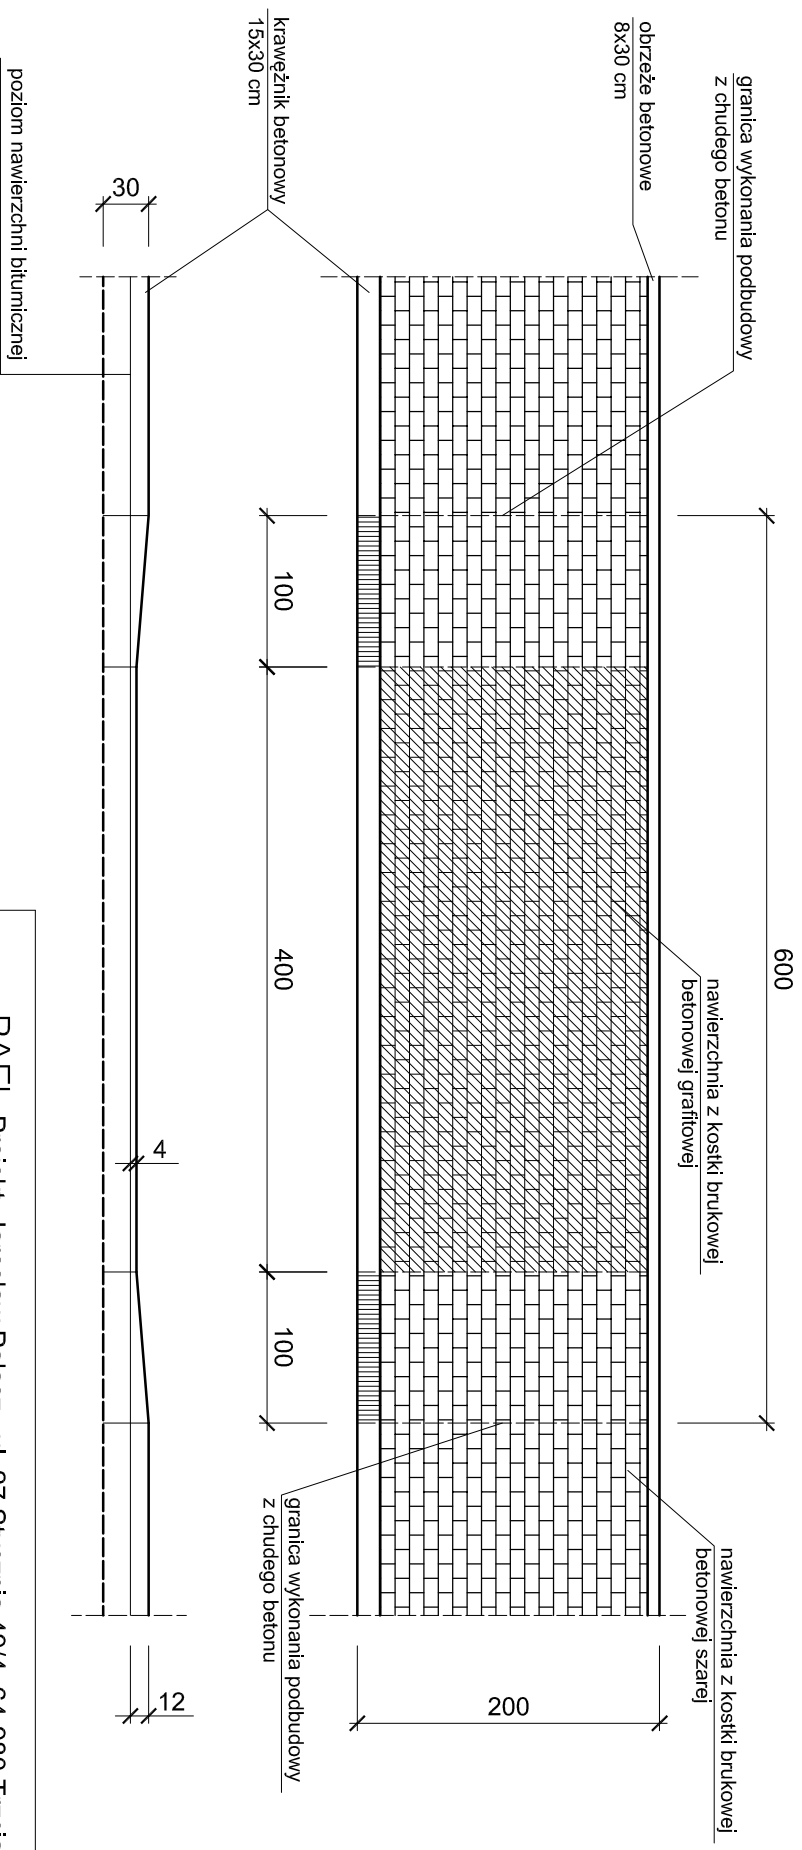 600
nawierzchnia z kostki brukowej
betonowej szarej
granica wykonania podbudowy
z chudego betonu
nawierzchnia z kostki brukowej
betonowej grafitowej
obrzeże betonowe
8x30 cm
200
100
400
100
granica wykonania podbudowy
z chudego betonu
krawężnik betonowy
15x30 cm
30
4
12
poziom nawierzchni bitumicznej